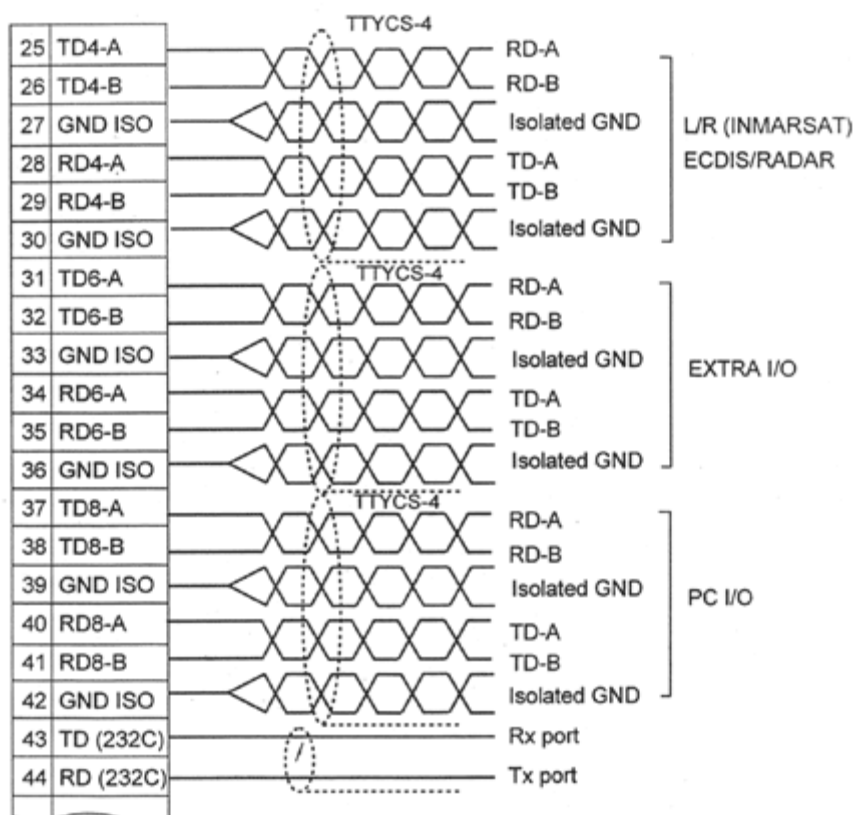 TTYCS-4
25 TD4-A RD-A
26 TD4-B RD-B
27 GND ISO Isolated GND L/R (INMARSAT)
28 RD4-A TD-A ECDIS/RADAR
29 RD4-B TD-B
30 GND ISO Isolated GND
TTYCS-4
31 TD6-A RD-A
32 TD6-B RD-B
33 GND ISO Isolated GND EXTRA I/O
34 RD6-A TD-A
35 RD6-B TD-B
36 GND ISO Isolated GND
TTYCS-4
37 TD8-A RD-A
38 TD8-B RD-B
39 GND ISO Isolated GND PC I/O
40 RD8-A TD-A
41 RD8-B TD-B
42 GND ISO Isolated GND
43 TD (232C) Rx port
44 RD (232C) Tx port